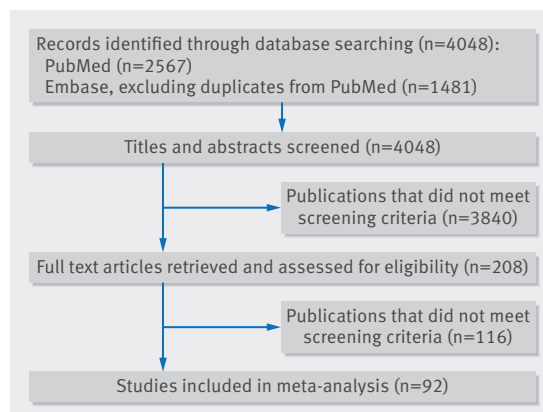 Records identified through database searching (n=4048):
PubMed (n=2567)
Embase, excluding duplicates from PubMed (n=1481)
Titles and abstracts screened (n=4048)
Publications that did not meet
screening criteria (n=3840)
Full text articles retrieved and assessed for eligibility (n=208)
Publications that did not meet
screening criteria (n=116)
Studies included in meta-analysis (n=92)